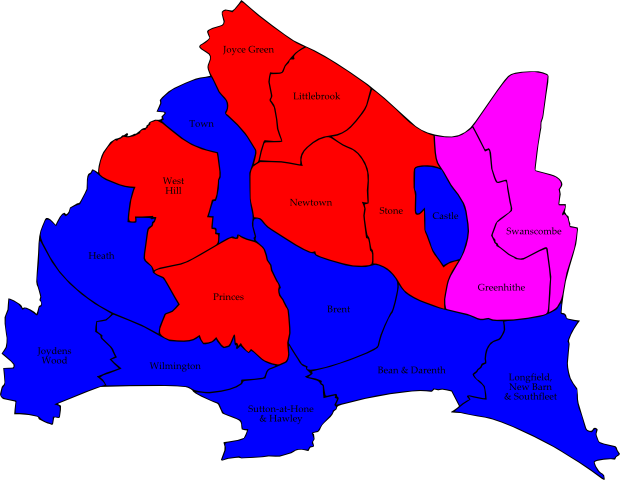 Joyce Green
Littlebrook
Town
West
Hill
Newtown
Stone
Castle
Swanscombe
Heath
Greenhithe
Princes
Brent
Joydens
Wood
Wilmington
Bean & Darenth
Longfield,
New Barn
& Southfleet
Sutton-at-Hone
& Hawley